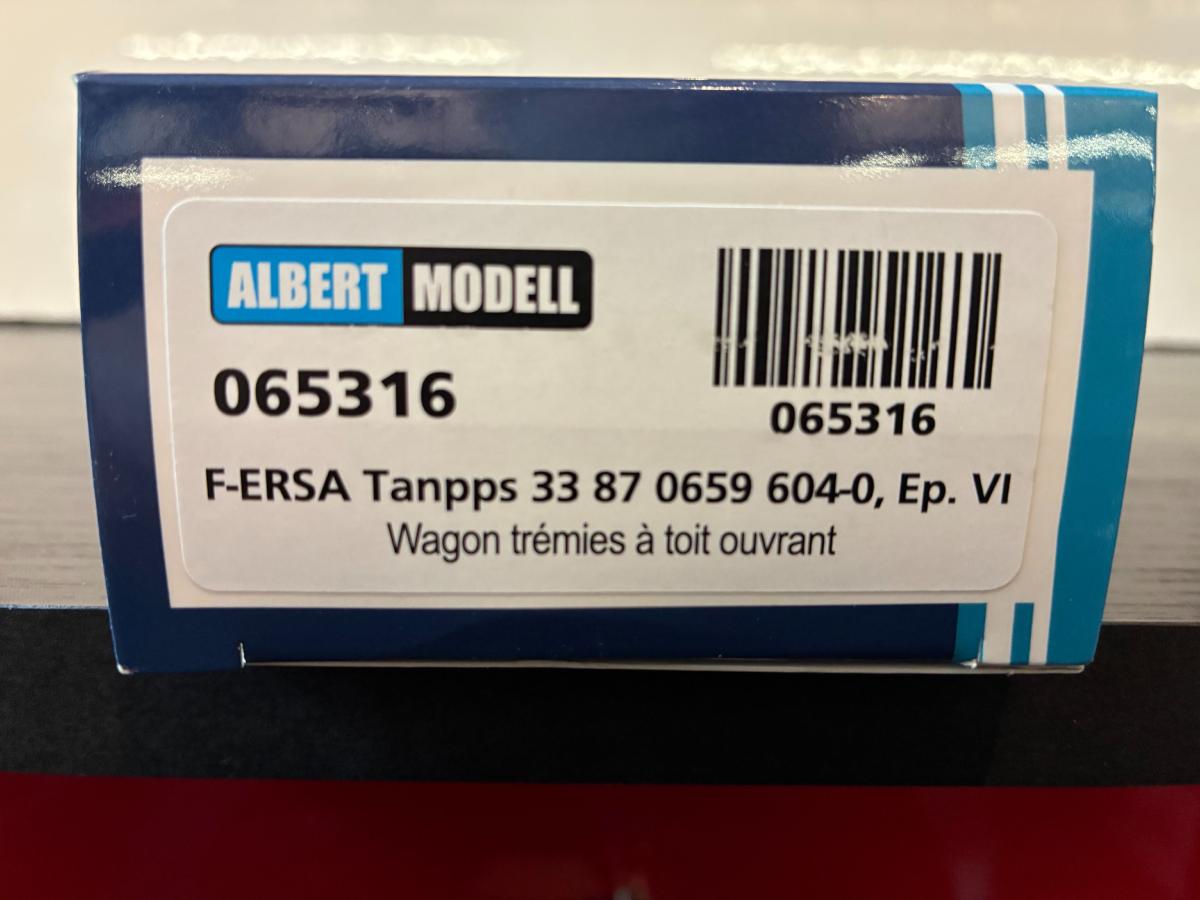 ALBERT MODELL
065316
065316
F-ERSA Tanpps 33 87 0659 604-0, Ep. VI
Wagon trémies à toit ouvrant